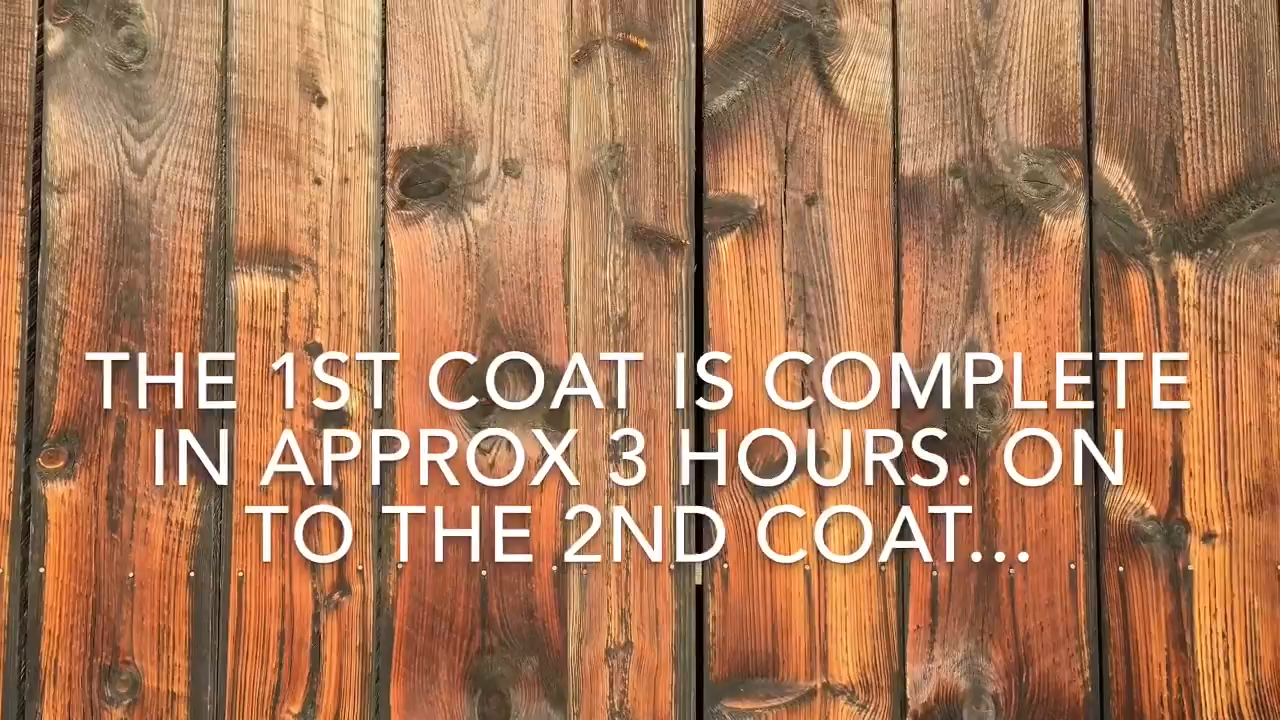 THE 1ST COAT IS COMPLETE
IN APPROX 3 HOURS. ON
TO THE 2ND COAT...